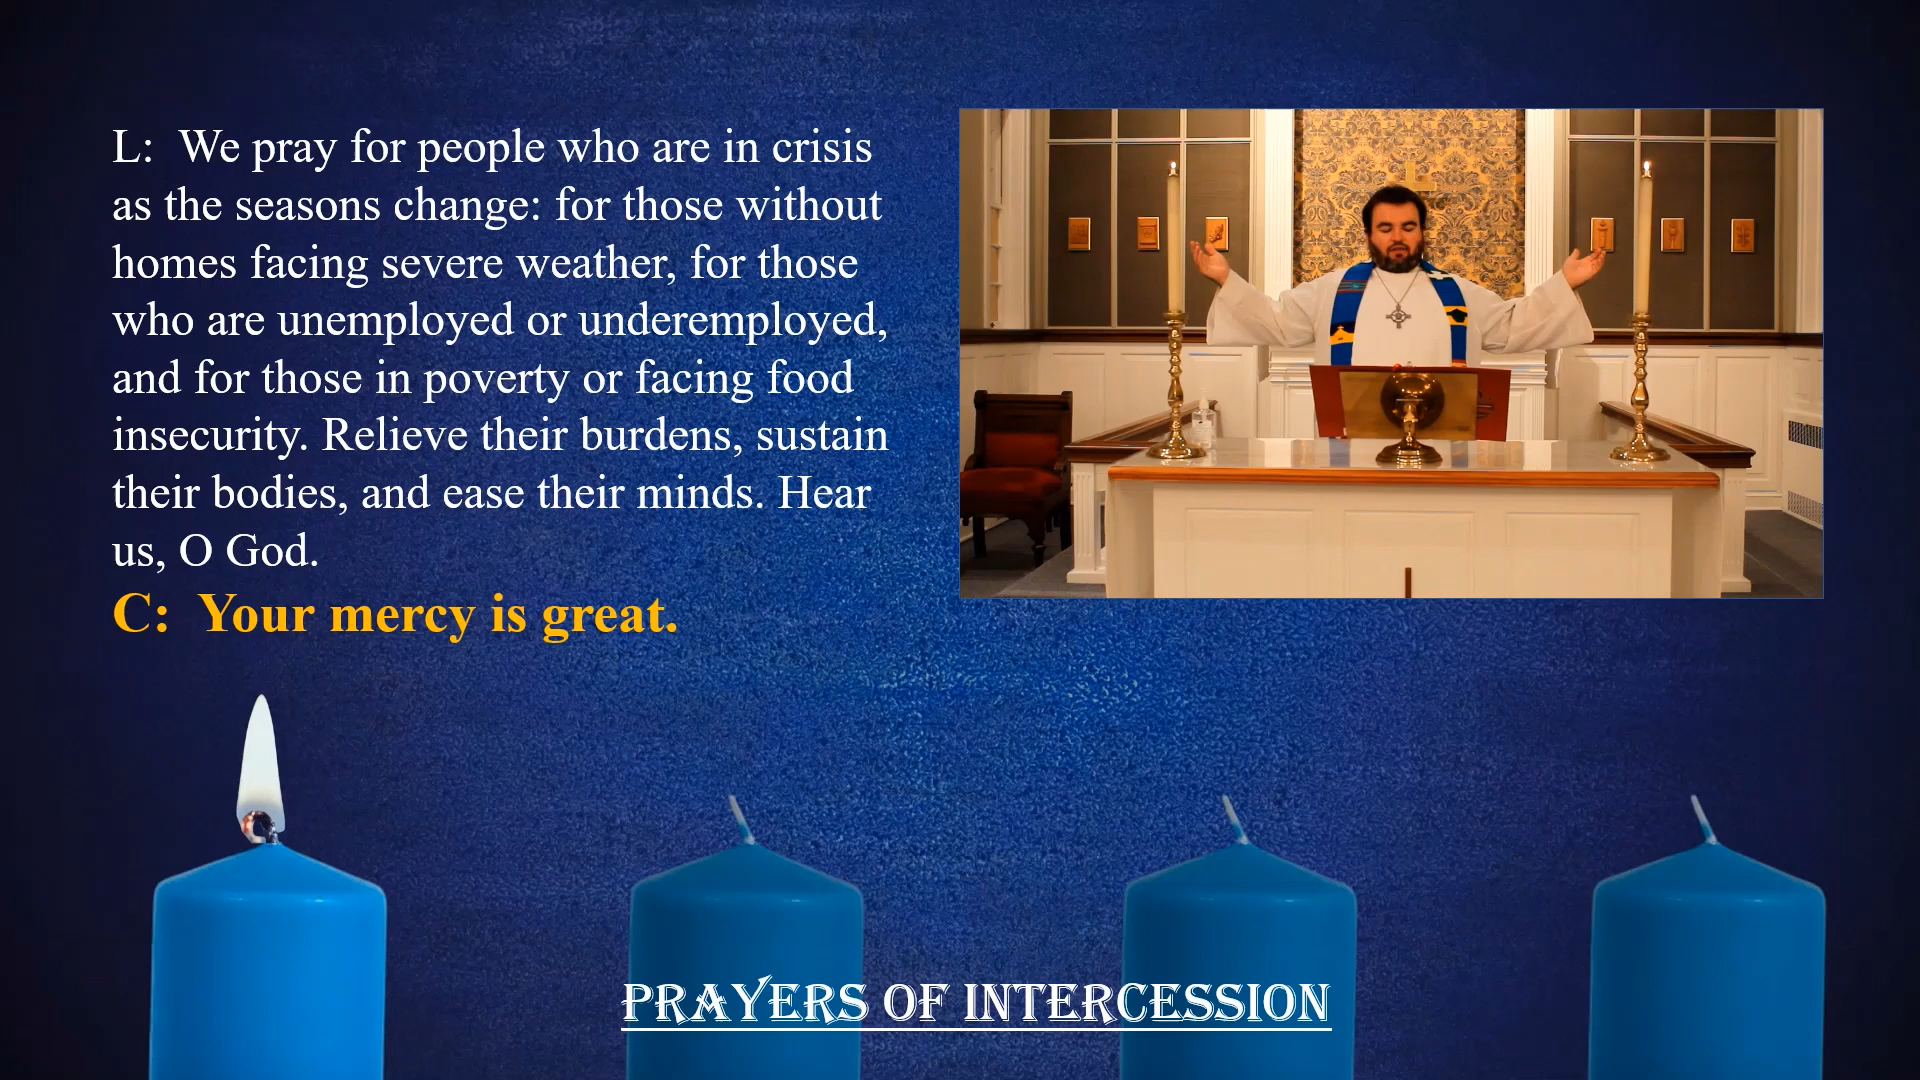 L:  We pray for people who are in crisis
as the seasons change: for those without
homes facing severe weather, for those
who are unemployed or underemployed,
and for those in poverty or facing food
insecurity. Relieve their burdens, sustain
their bodies, and ease their minds. Hear
us, O God.
C:  Your mercy is great.
PRAYERS OF INTERCESSION